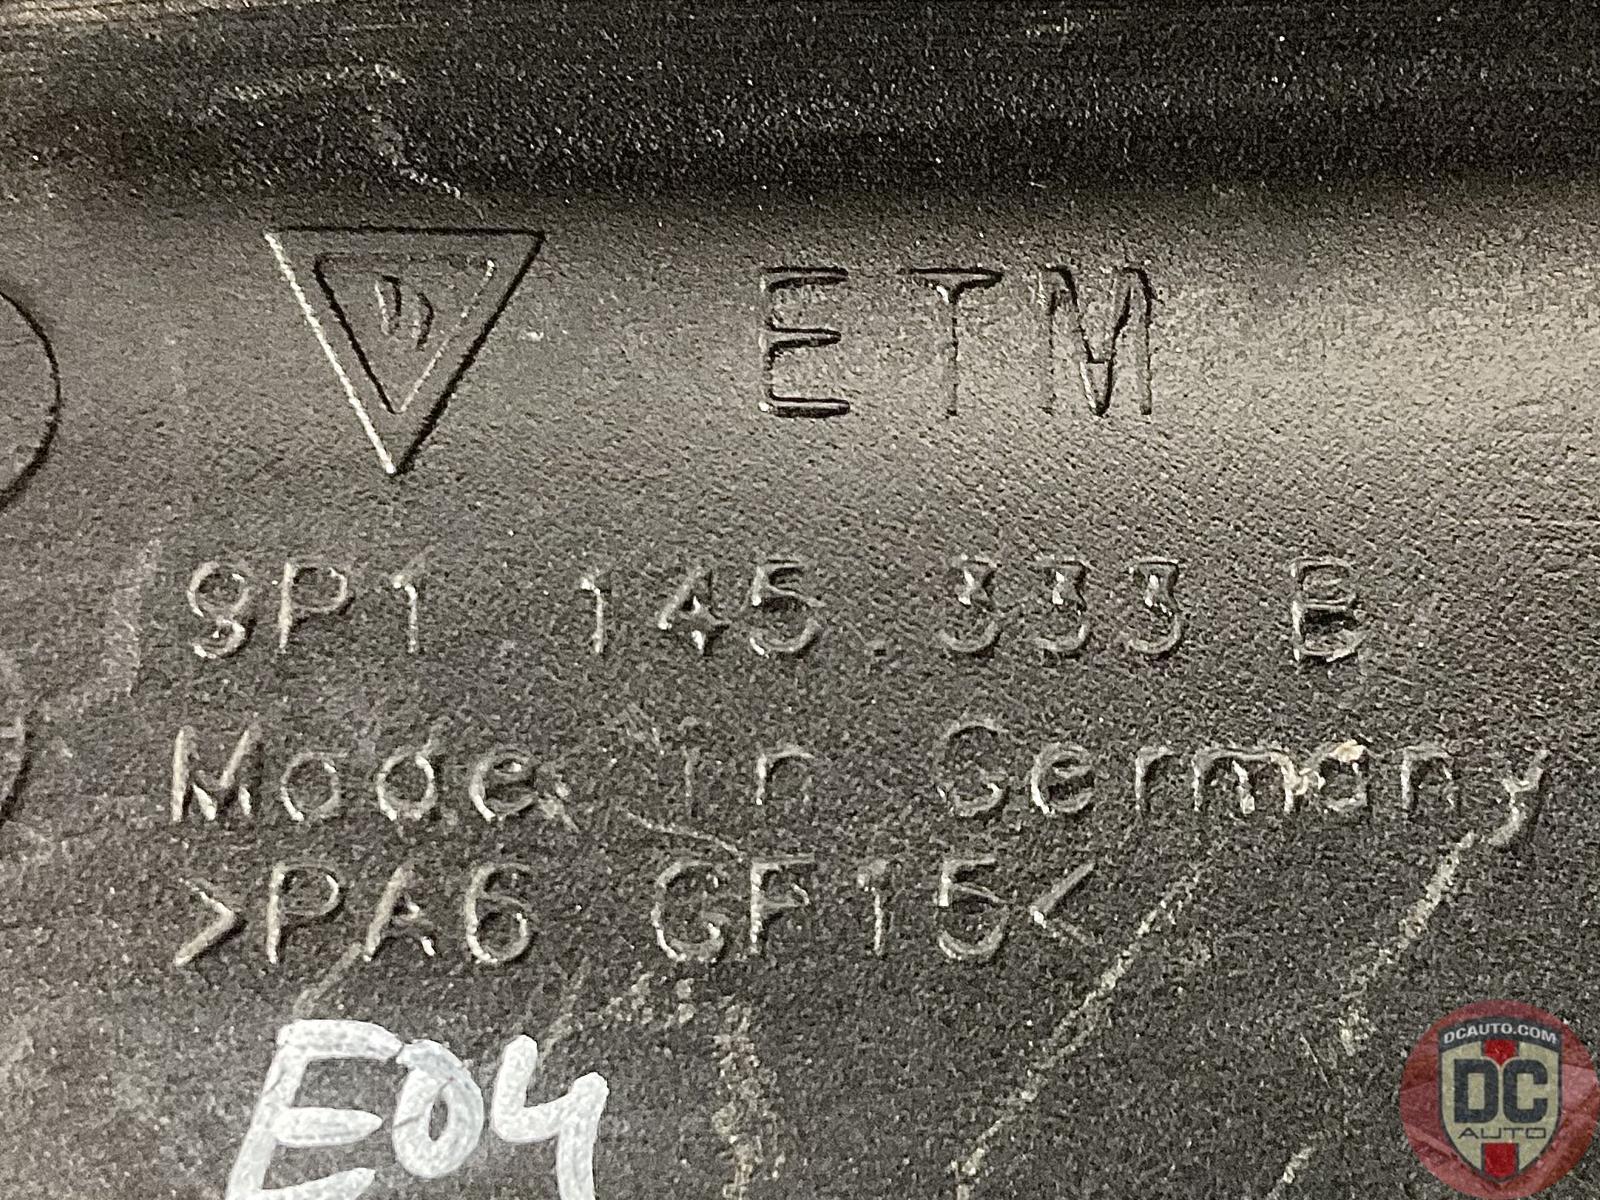 ETM
9P1 145.333 B
Made in Germany
>PA6 GF15<
E04
DCAUTO.COM
DC
AUTO